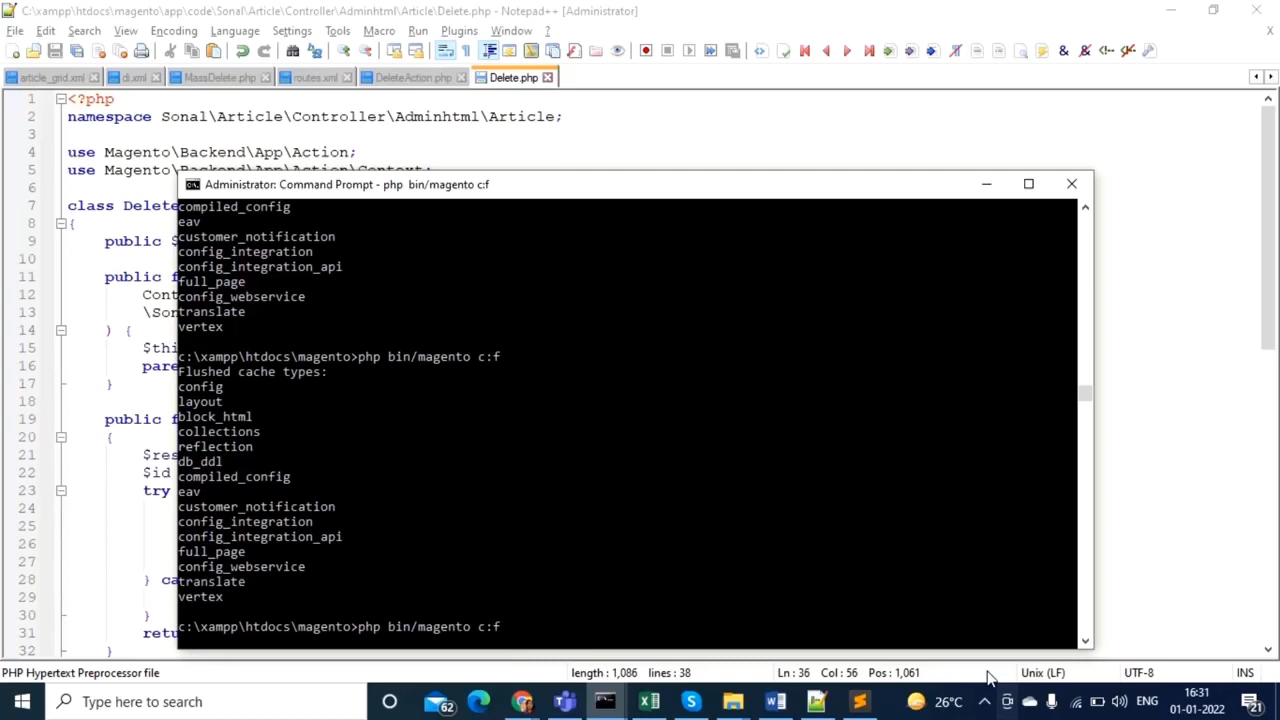 C:\xampp\htdocs\magento\app\code\Sonal\Article\Controller\Adminhtml\Article\Delete.php - Notepad++ [Administrator]
File Edit Search View Encoding Language Settings Tools Macro Run Plugins Window ? X
article_grid.xml di.xml MassDelete.php routes.xml DeleteAction.php Delete.php
1 <?php
2 namespace Sonal\Article\Controller\Adminhtml\Article;
3
4 use Magento\Backend\App\Action;
5 use Magento\Backend\App\Action\Context;
6
7 class Delete
8 {
9 public $
10
11 public f
12 Cont
13 \Son
14 ) {
15 $thi
16 pare
17 }
18
19 public f
20 {
21 $res
22 $id
23 try
24
25
26
27
28 } ca
29
30 }
31 retu
32 }
Administrator: Command Prompt - php bin/magento c:f
compiled_config
eav
customer_notification
config_integration
config_integration_api
full_page
config_webservice
translate
vertex
c:\xampp\htdocs\magento>php bin/magento c:f
Flushed cache types:
config
layout
block_html
collections
reflection
db_ddl
compiled_config
eav
customer_notification
config_integration
config_integration_api
full_page
config_webservice
translate
vertex
c:\xampp\htdocs\magento>php bin/magento c:f
PHP Hypertext Preprocessor file length : 1,086 lines : 38 Ln : 36 Col : 56 Pos : 1,061 Unix (LF) UTF-8 INS
Type here to search 62 26°C ENG 16:31 01-01-2022 21